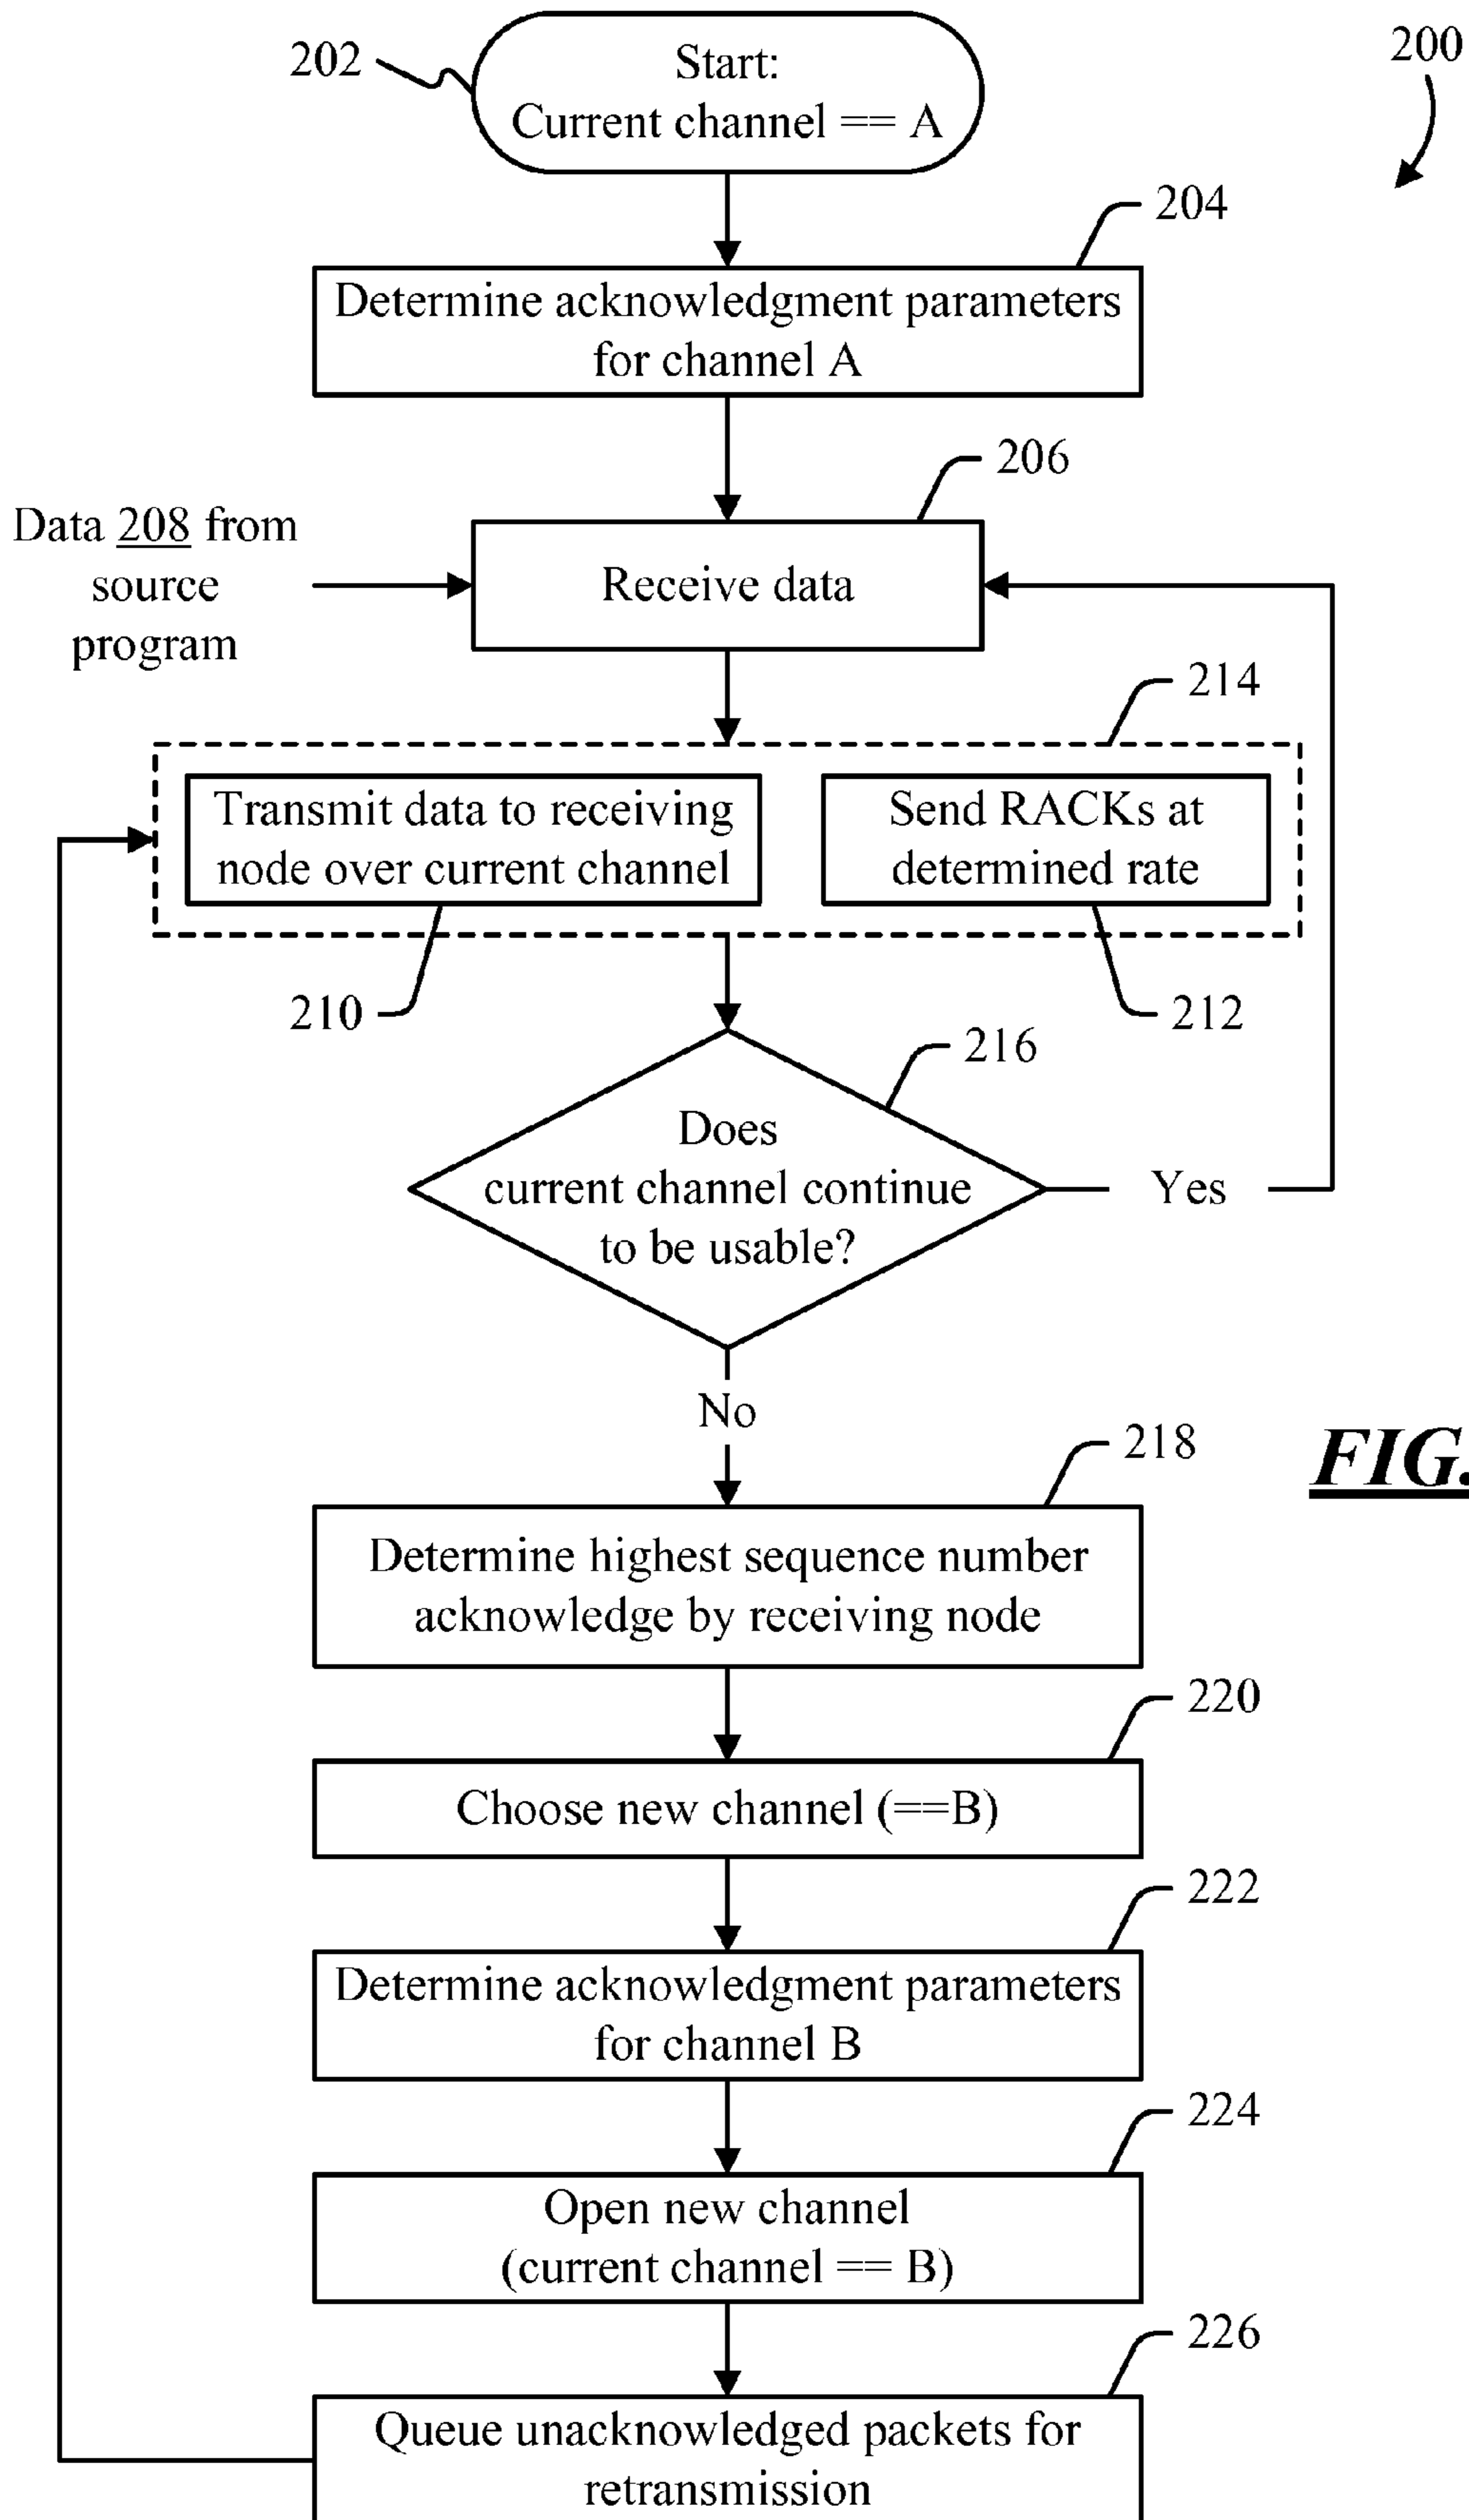 200
202
Start:
Current channel == A
204
Determine acknowledgment parameters
for channel A
206
Data 208 from
source
program
Receive data
214
Transmit data to receiving
node over current channel
Send RACKs at
determined rate
210
212
216
Does
current channel continue
to be usable?
Yes
No
218
FIG.
Determine highest sequence number
acknowledge by receiving node
220
Choose new channel (==B)
222
Determine acknowledgment parameters
for channel B
224
Open new channel
(current channel == B)
226
Queue unacknowledged packets for
retransmission